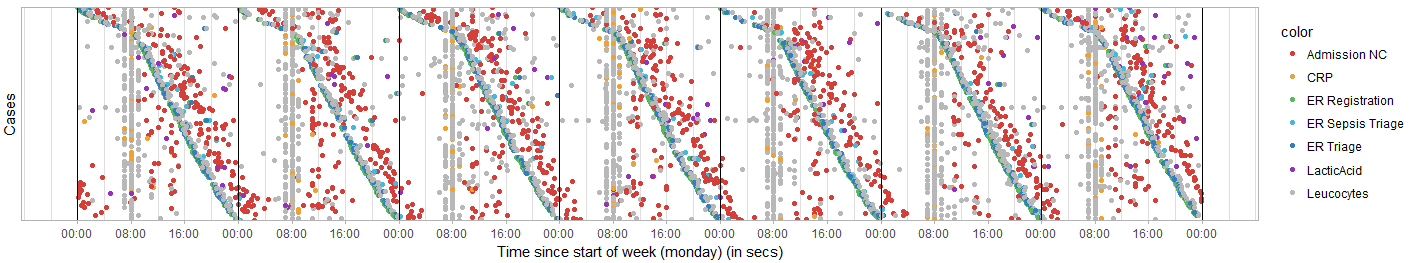 color
Admission NC
CRP
ER Registration
ER Sepsis Triage
ER Triage
LacticAcid
Leucocytes
Cases
00:00 08:00 16:00 00:00 08:00 16:00 00:00 08:00 16:00 00:00 08:00 16:00 00:00 08:00 16:00 00:00 08:00 16:00 00:00 08:00 16:00 00:00
Time since start of week (monday) (in secs)